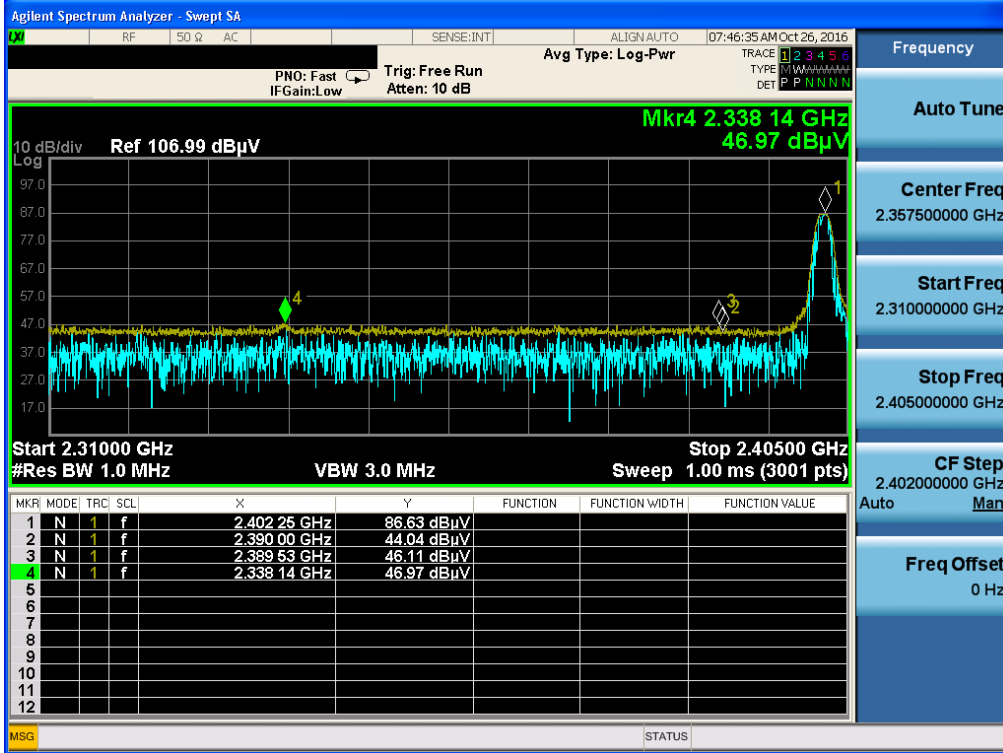 Agilent Spectrum Analyzer - Swept SA
LXI RF 50 Ω AC SENSE:INT ALIGN AUTO 07:46:35 AM Oct 26, 2016
Frequency
Avg Type: Log-Pwr TRACE 1 2 3 4 5 6
PNO: Fast Trig: Free Run TYPE M W W W W W
IFGain:Low Atten: 10 dB DET P P N N N N
Auto Tune
Mkr4 2.338 14 GHz
10 dB/div Ref 106.99 dBµV 46.97 dBµV
Log
97.0
87.0
77.0
67.0
57.0
47.0
37.0
27.0
17.0
1
4
3
2
Center Freq
2.357500000 GHz
Start Freq
2.310000000 GHz
Stop Freq
2.405000000 GHz
Start 2.31000 GHz Stop 2.40500 GHz
#Res BW 1.0 MHz VBW 3.0 MHz Sweep 1.00 ms (3001 pts)
CF Step
2.402000000 GHz
Auto Man
MKR MODE TRC SCL X Y FUNCTION FUNCTION WIDTH FUNCTION VALUE
1 N 1 f 2.402 25 GHz 86.63 dBµV
2 N 1 f 2.390 00 GHz 44.04 dBµV
3 N 1 f 2.389 53 GHz 46.11 dBµV
4 N 1 f 2.338 14 GHz 46.97 dBµV
5
6
7
8
9
10
11
12
Freq Offset
0 Hz
MSG STATUS